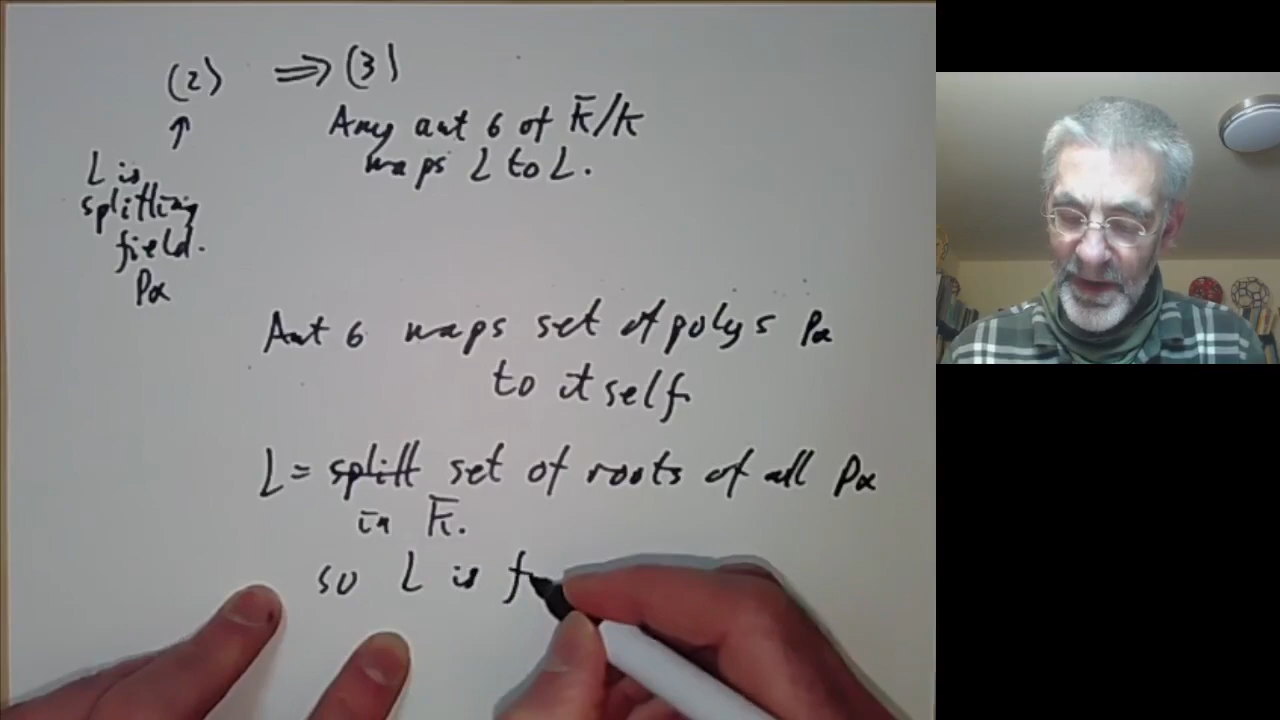 (2) ⟹ (3)
↑
L is
splitting
field.
Pα
Any aut σ of K̄/K
maps L to L.
Aut σ maps set of polys Pα
to itself
L = splitt set of roots of all Pα
in K̄.
so L is f